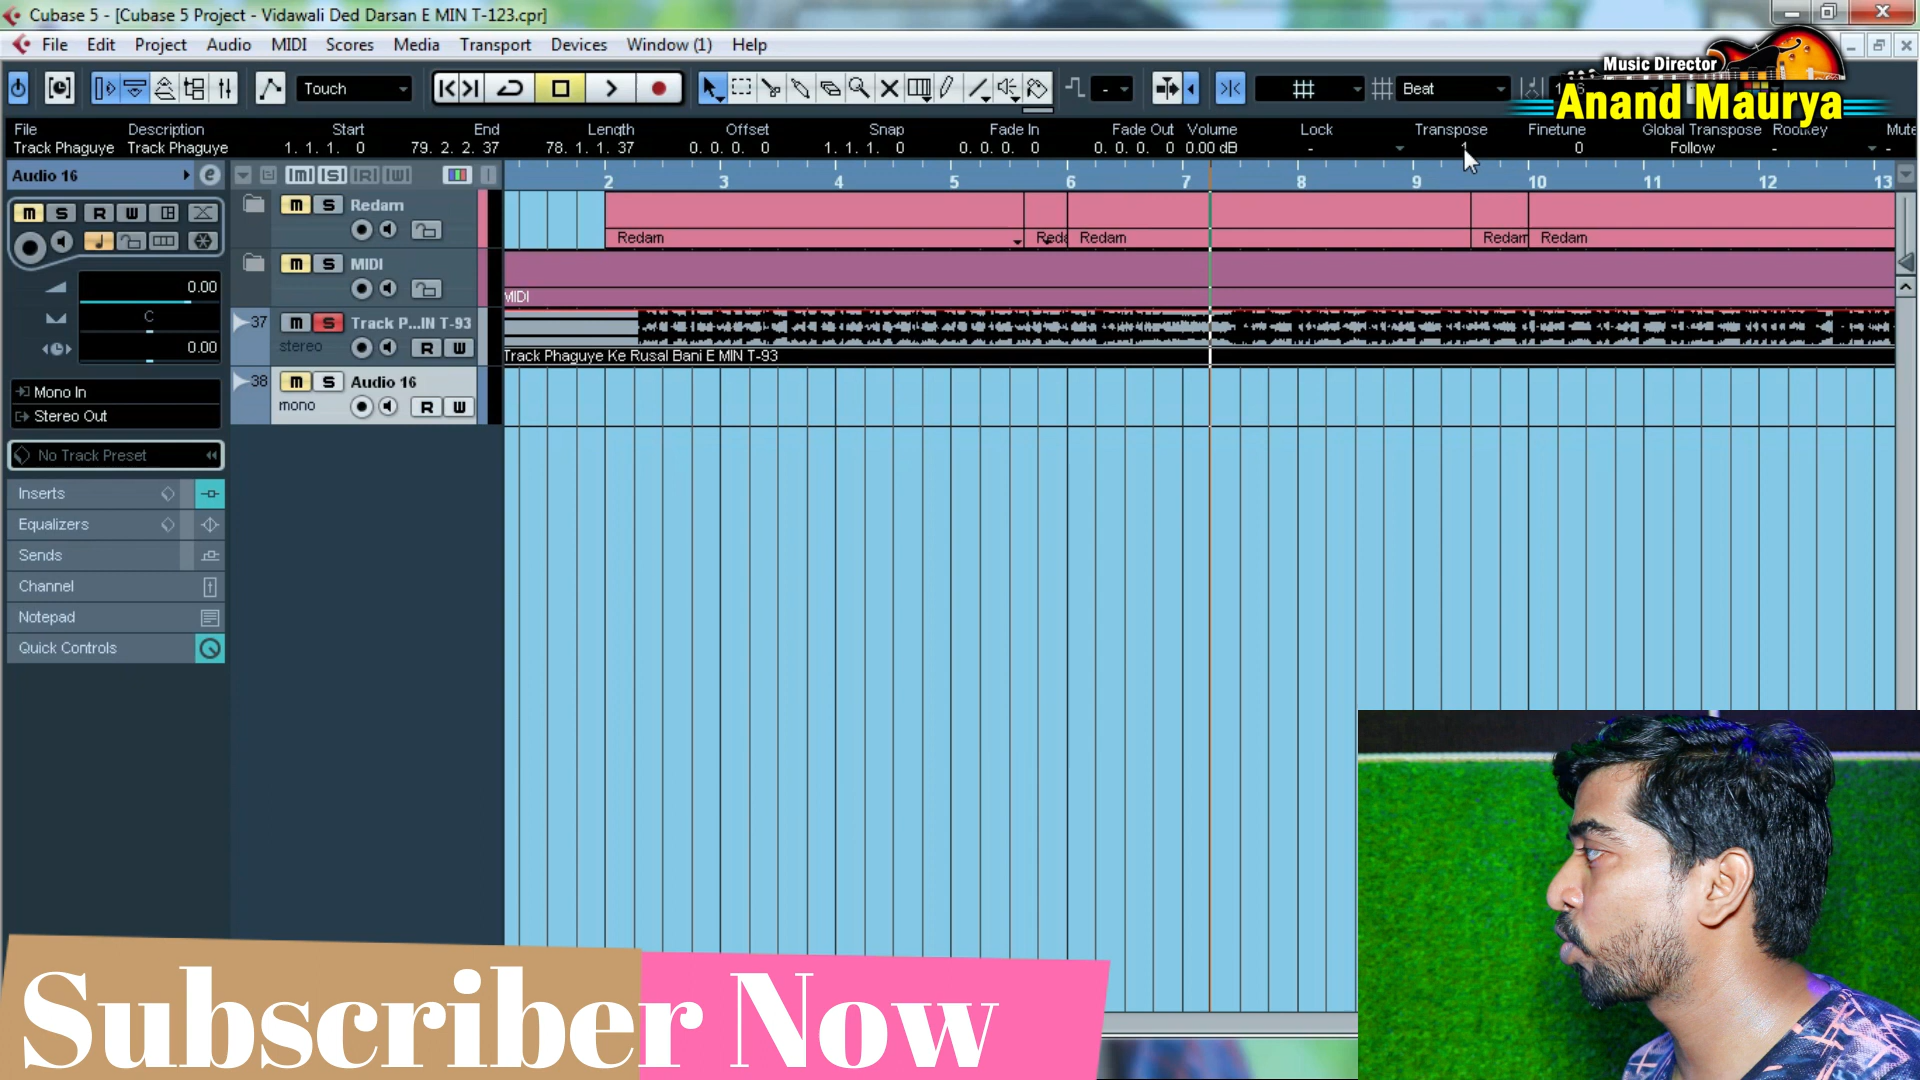 Cubase 5 - [Cubase 5 Project - Vidawali Ded Darsan E MIN T-123.cpr]
File Edit Project Audio MIDI Scores Media Transport Devices Window (1) Help
Music Director
Anand Maurya
Touch
- Beat
File Description Start End Length Offset Snap Fade In Fade Out Volume Lock Transpose Finetune Global Transpose Mute
Track Phaguye Track Phaguye 1. 1. 1. 0 79. 2. 2. 37 78. 1. 1. 37 0. 0. 0. 0 1. 1. 1. 0 0. 0. 0. 0 0. 0. 0. 0 0.00 dB - 0 Follow - -
Audio 16 e m S R W
2 3 4 5 6 7 8 9 10 11 12 13
m S R W
m S Redam
Redam Reda Redam Redam Redam
0.00
C
0.00
m S MIDI
MIDI
37 m S Track P...IN T-93
stereo R W
Track Phaguye Ke Rusal Bani E MIN T-93
38 m S Audio 16
mono R W
Mono In
Stereo Out
No Track Preset
Inserts
Equalizers
Sends
Channel
Notepad
Quick Controls
Subscriber Now